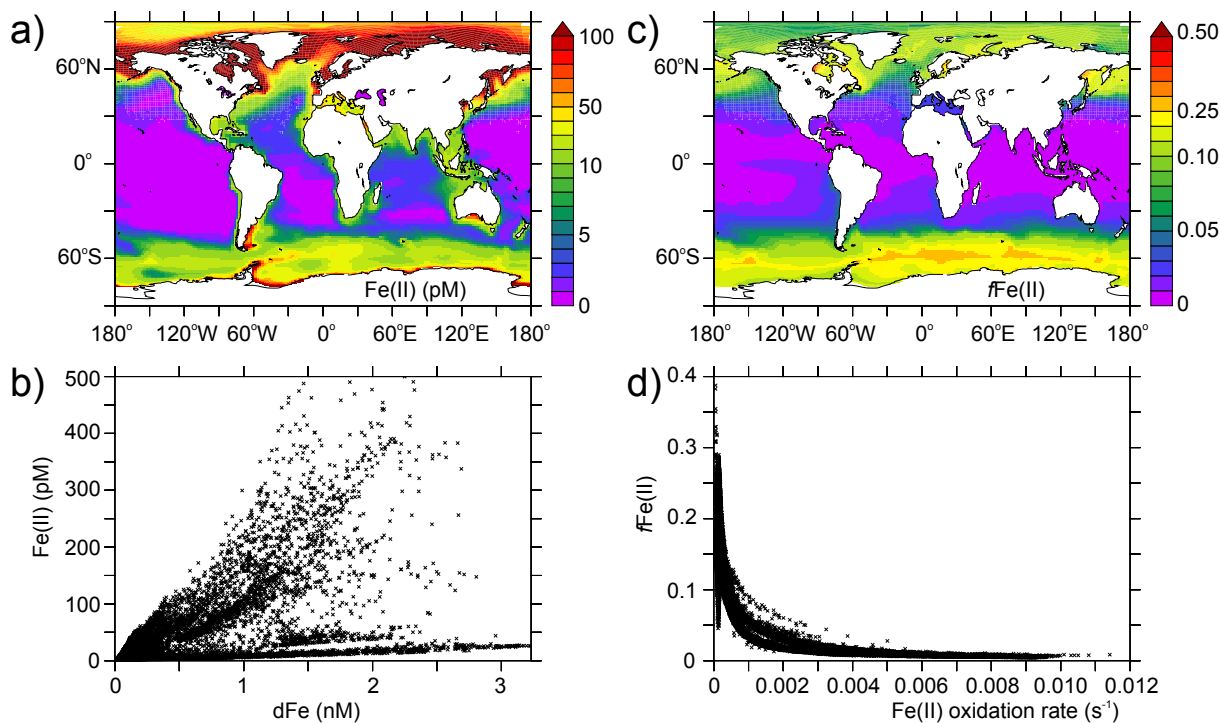 a)
60°N
0°
60°S
Fe(II) (pM)
180° 120°W 60°W 0° 60°E 120°E 180°
100
50
10
5
0
c)
60°N
0°
60°S
fFe(II)
180° 120°W 60°W 0° 60°E 120°E 180°
0.50
0.25
0.10
0.05
0
b)
500
400
300
200
100
0
Fe(II) (pM)
0 1 2 3
dFe (nM)
d)
0.4
0.3
0.2
0.1
0
fFe(II)
0 0.002 0.004 0.006 0.008 0.010 0.012
Fe(II) oxidation rate (s⁻¹)